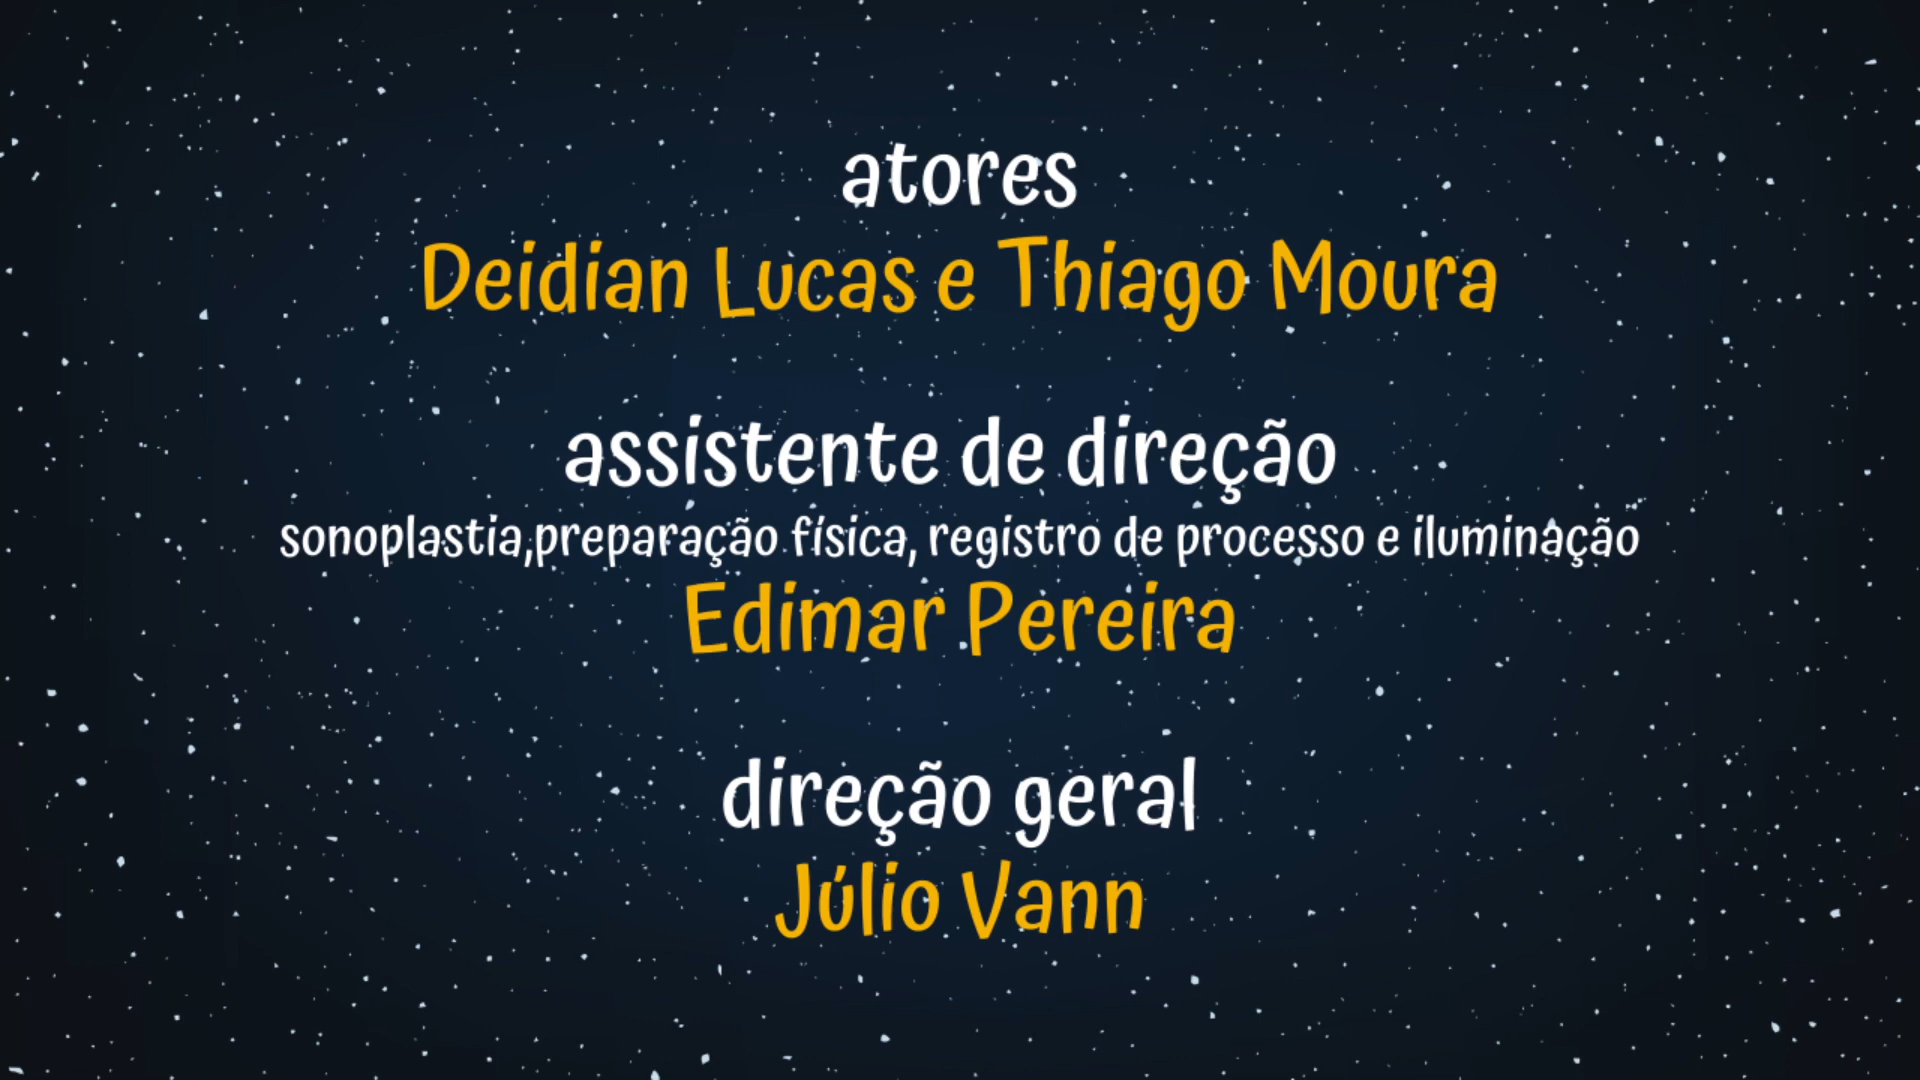 atores
Deidian Lucas e Thiago Moura
assistente de direção
sonoplastia,preparação física, registro de processo e iluminação
Edimar Pereira
direção geral
Júlio Vann